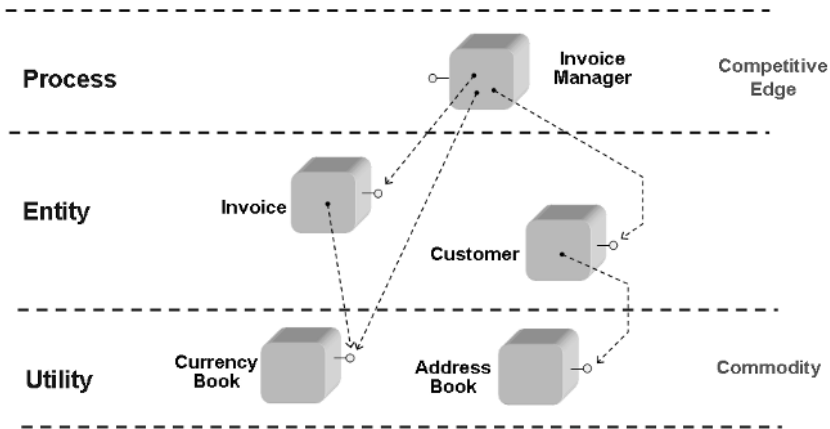 Process
Invoice
Manager
Competitive
Edge
Entity
Invoice
Customer
Utility
Currency
Book
Address
Book
Commodity